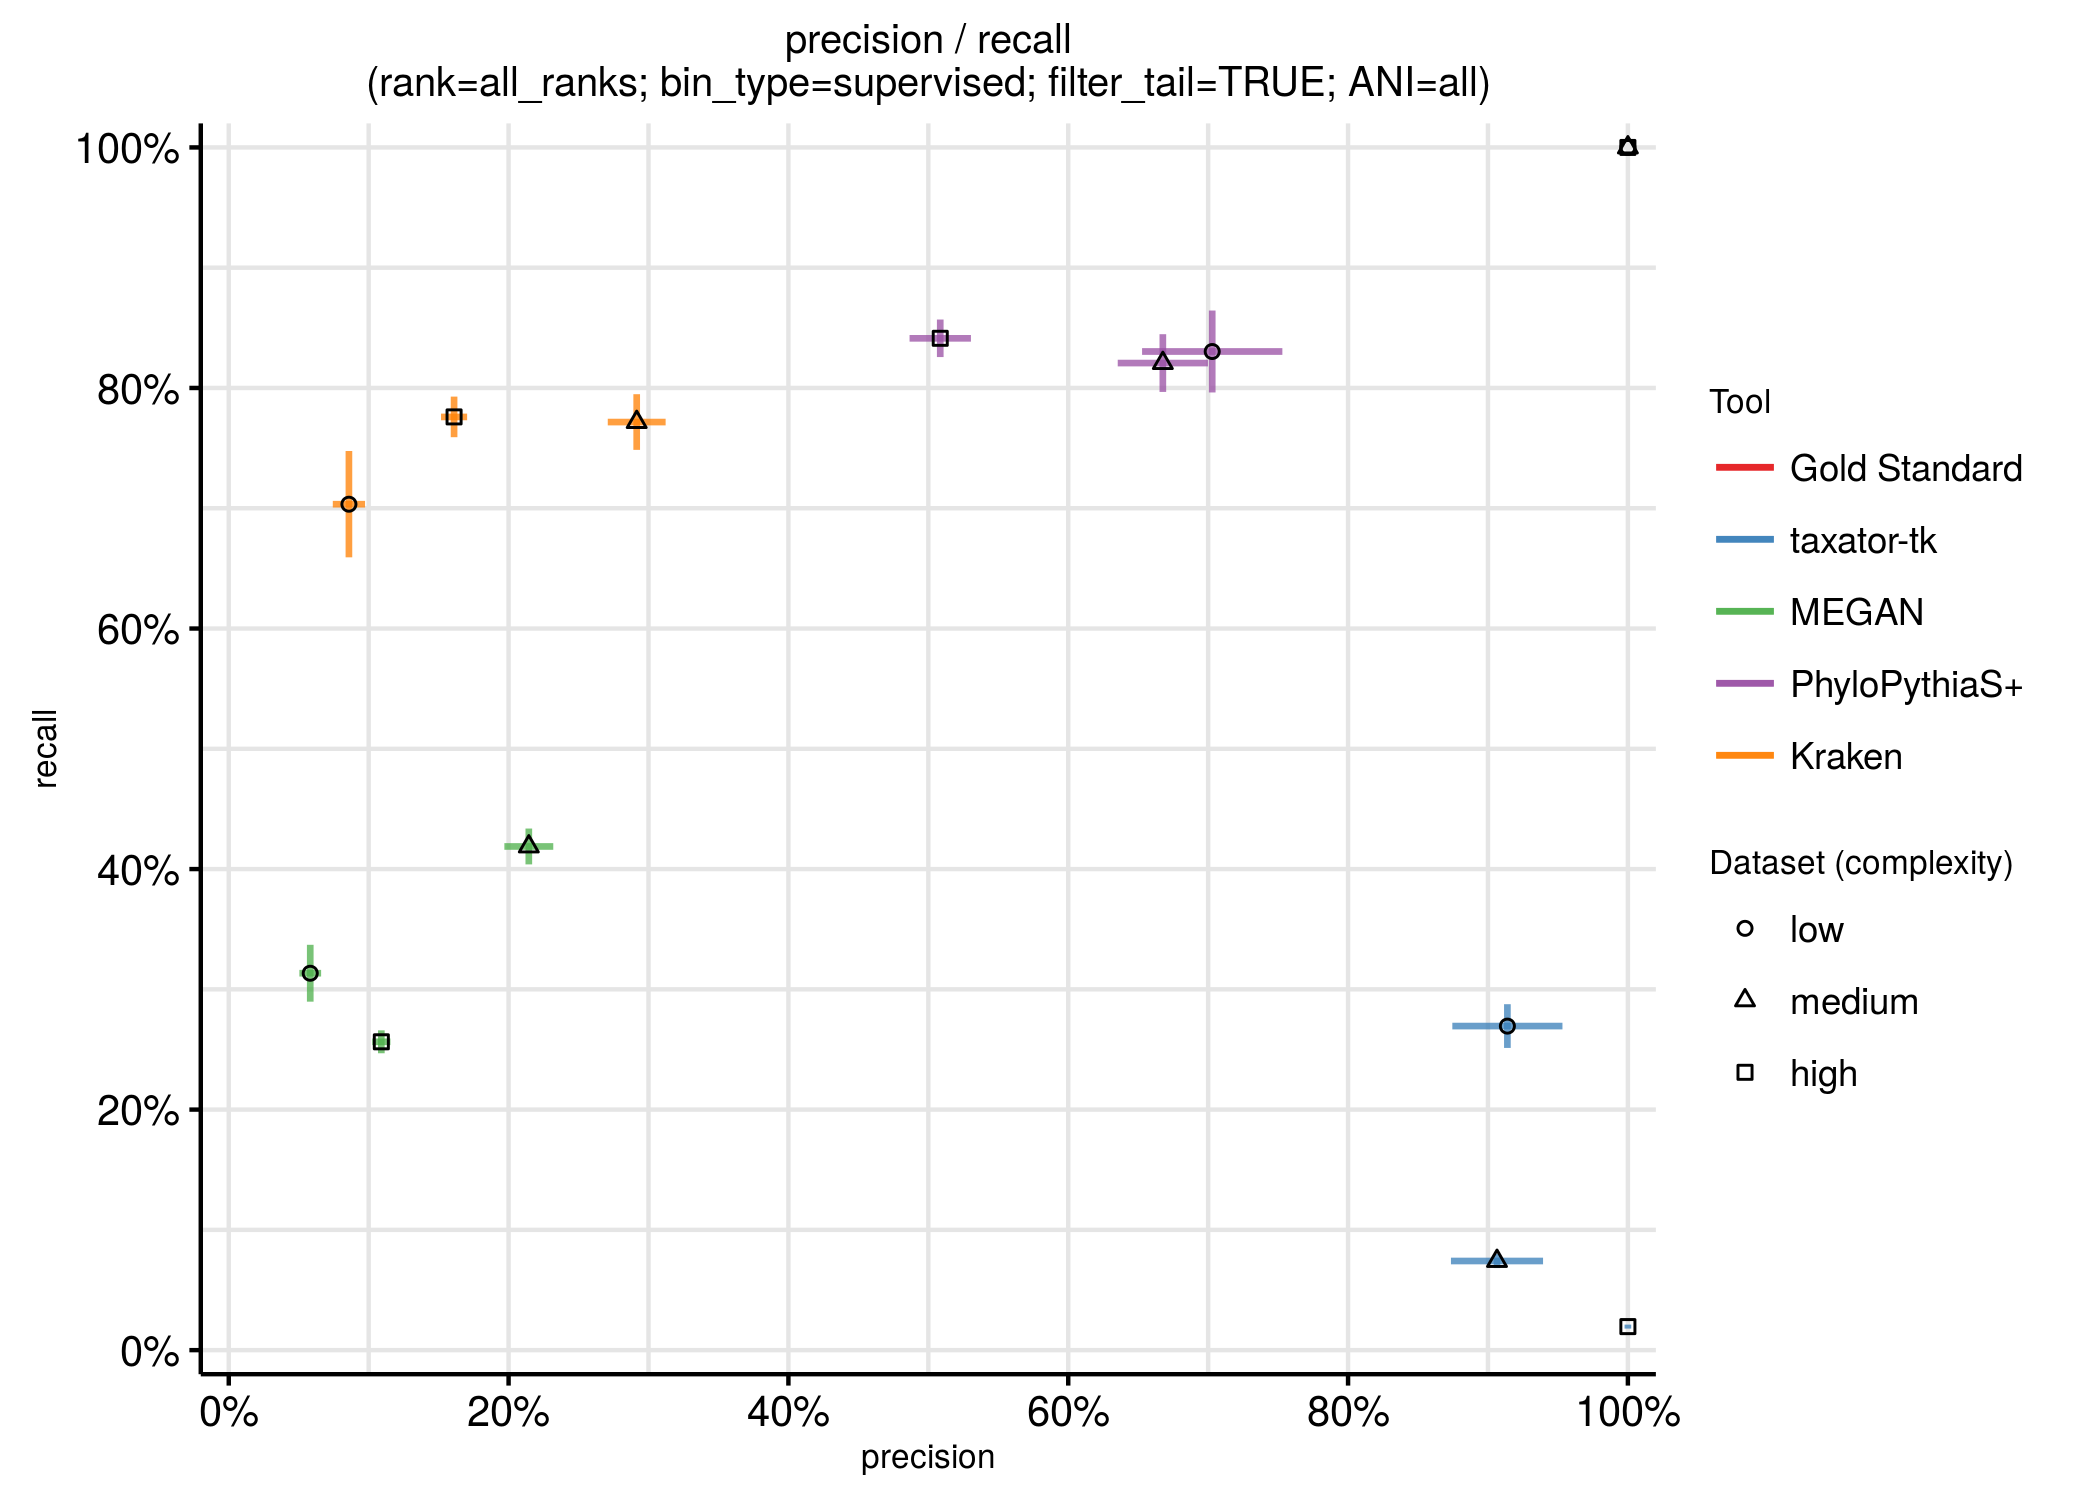 precision / recall
(rank=all_ranks; bin_type=supervised; filter_tail=TRUE; ANI=all)
100%
80%
60%
40%
20%
0%
recall
0%
20%
40%
60%
80%
100%
precision
Tool
Gold Standard
taxator-tk
MEGAN
PhyloPythiaS+
Kraken
Dataset (complexity)
low
medium
high